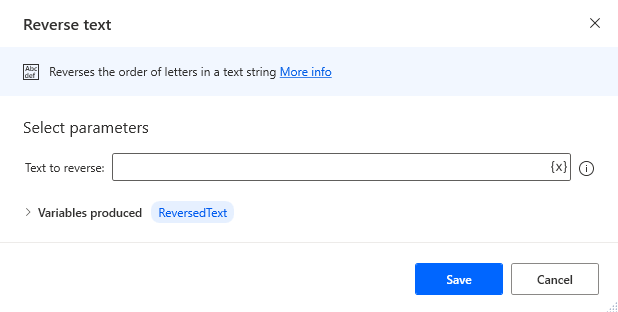 Reverse text
Abc
def
Reverses the order of letters in a text string More info
Select parameters
Text to reverse: {x}
Variables produced ReversedText
Save Cancel